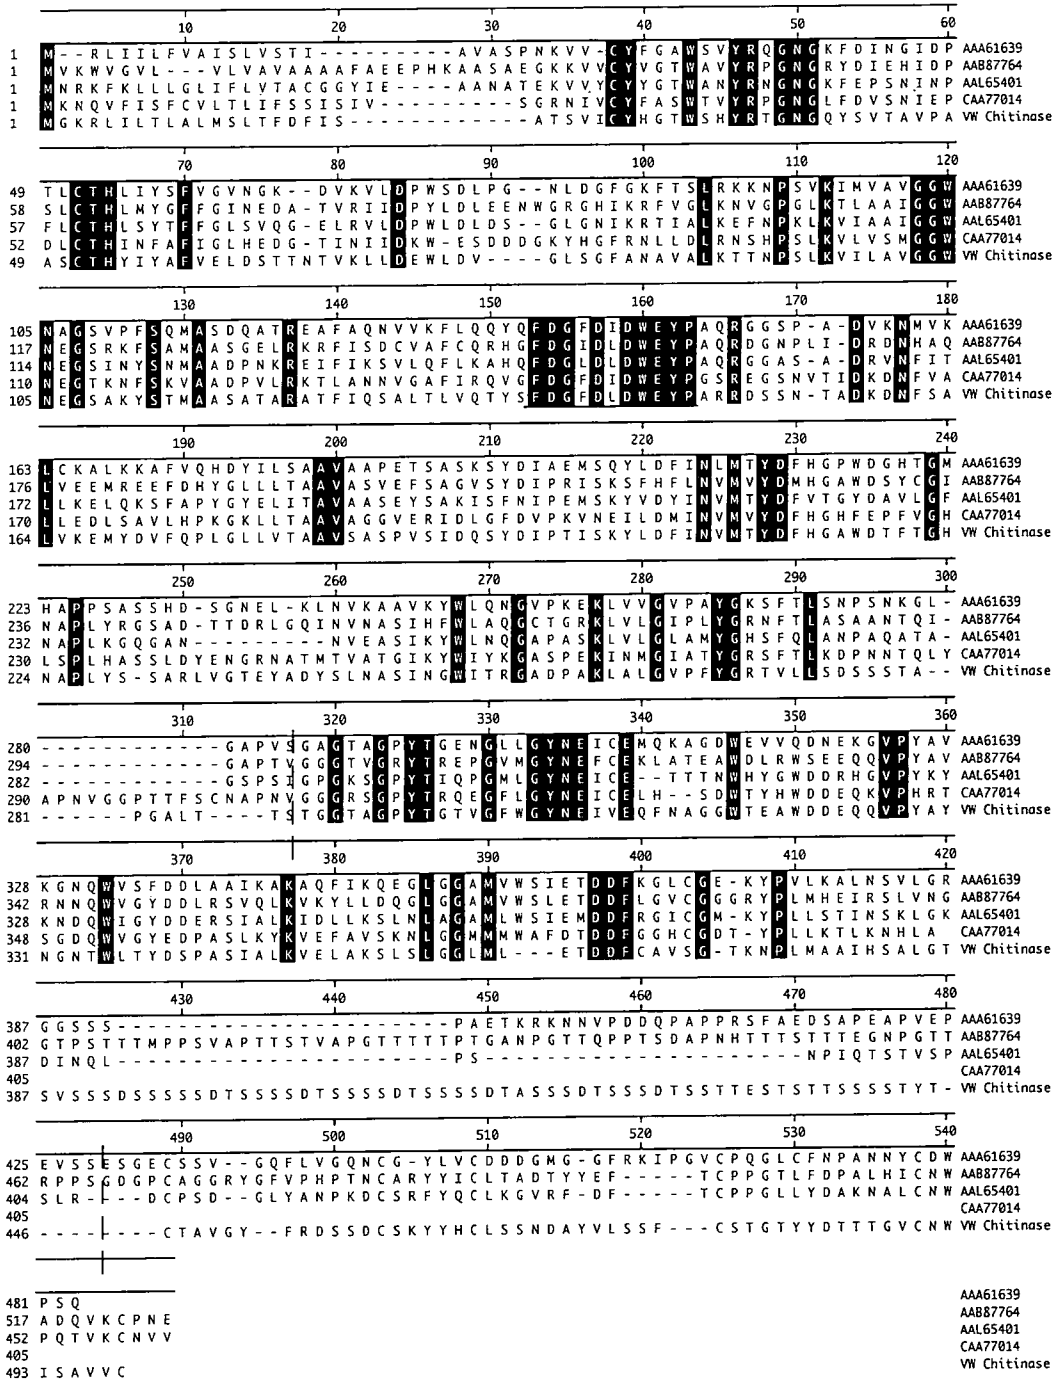 10 20 30 40 50 60
1 M - - R L I I L F V A I S L V S T I - - - - - - - - - A V A S P N K V V - C Y F G A W S V Y R Q G N G K F D I N G I D P AAA61639
1 M V K W V G V L - - - V L V A V A A A A F A E E P H K A A S A E G K K V V C Y V G T W A V Y R P G N G R Y D I E H I D P AAB87764
1 M N R K F K L L L G L I F L V T A C G G Y I E - - - A A N A T E K V V Y C Y Y G T W A N Y R N G N G K F E P S N I N P AAL65401
1 M K N Q V F I S F C V L T L I F S S I S I V - - - - - - S G R N I V C Y F A S W T V Y R P G N G L F D V S N I E P CAA77014
1 M G K R L I L T L A L M S L T F D F I S - - - - - - - - A T S V I C Y H G T W S H Y R T G N G Q Y S V T A V P A VW Chitinase
70 80 90 100 110 120
49 T L C T H L I Y S F V G V N G K - - D V K V L D P W S D L P G - - N L D G F G K F T S L R K K N P S V K I M V A V G G W AAA61639
58 S L C T H L M Y G F F G I N E D A - T V R I I D P Y L D L E E N W G R G H I K R F V G L K N V G P G L K T L A A I G G W AAB87764
57 F L C T H L S Y T F F G L S V Q G - E L R V L D P W L D L D S - - G L G N I K R T I A L K E F N P K L K V I A A I G G W AAL65401
52 D L C T H I N F A F I G L H E D G - T I N I I D K W - E S D D D G K Y H G F R N L L D L R N S H P S L K V L V S M G G W CAA77014
49 A S C T H Y I Y A F V E L D S T T N T V K L L D E W L D V - - - G L S G F A N A V A L K T T N P S L K V I L A V G G W VW Chitinase
130 140 150 160 170 180
105 N A G S V P F S Q M A S D Q A T R E A F A Q N V V K F L Q Q Y Q F D G F D I D W E Y P A Q R G G S P - A - D V K N M V K AAA61639
117 N E G S R K F S A M A A S G E L R K R F I S D C V A F C Q R H G F D G I D L D W E Y P A Q R D G N P L I - D R D N H A Q AAB87764
114 N E G S I N Y S N M A A D P N K R E I F I K S V L Q F L K A H Q F D G L D L D W E Y P A Q R G G A S - A - D R V N F I T AAL65401
110 N E G T K N F S K V A A D P V L R K T L A N N V G A F I R Q V G F D G F D I D W E Y P G S R E G S N V T I D K D N F V A CAA77014
105 N E G S A K Y S T M A A S A T A R A T F I Q S A L T L V Q T Y S F D G F D L D W E Y P A R R D S S N - T A D K D N F S A VW Chitinase
190 200 210 220 230 240
163 L C K A L K K A F V Q H D Y I L S A A V A A P E T S A S K S Y D I A E M S Q Y L D F I N L M T Y D F H G P W D G H T G M AAA61639
176 L V E E M R E E F D H Y G L L L T A A V A S V E F S A G V S Y D I P R I S K S F H F L N V M V Y D M H G A W D S Y C G I AAB87764
172 L L K E L Q K S F A P Y G Y E L I T A V A A S E Y S A K I S F N I P E M S K Y V D Y I N V M T Y D F V T G Y D A V L G F AAL65401
170 L L E D L S A V L H P K G K L L T A A V A G G V E R I D L G F D V P K V N E I L D M I N V M V Y D F H G H F E P F V G H CAA77014
164 L V K E M Y D V F Q P L G L L V T A A V S A S P V S I D Q S Y D I P T I S K Y L D F I N V M T Y D F H G A W D T F T G H VW Chitinase
250 260 270 280 290 300
223 H A P P S A S S H D - S G N E L - K L N V K A A V K Y W L Q N G V P K E K L V V G V P A Y G K S F T L S N P S N K G L - AAA61639
236 N A P L Y R G S A D - T T D R L G Q I N V N A S I H F W L A Q G C T G R K L V L G I P L Y G R N F T L A S A A N T Q I - AAB87764
232 N A P L K G Q G A N - - - - - - - - N V E A S I K Y W L N Q G A P A S K L V L G L A M Y G H S F Q L A N P A Q A T A - AAL65401
230 L S P L H A S S L D Y E N G R N A T M T V A T G I K Y W I Y K G A S P E K I N M G I A T Y G R S F T L K D P N N T Q L Y CAA77014
224 N A P L Y S - S A R L V G T E Y A D Y S L N A S I N G W I T R G A D P A K L A L G V P F Y G R T V L L S D S S S T A - - VW Chitinase
310 320 330 340 350 360
280 - - - - - - - - - - - - G A P V S G A G T A G P Y T G E N G L L G Y N E I C E M Q K A G D W E V V Q D N E K G V P Y A V AAA61639
294 - - - - - - - - - - - - G A P T V G G G T V G R Y T R E P G V M G Y N E F C E K L A T E A W D L R W S E E Q Q V P Y A V AAB87764
282 - - - - - - - - - - - - G S P S I G P G K S G P Y T I Q P G M L G Y N E I C E - - T T T N W H Y G W D D R H G V P Y K Y AAL65401
290 A P N V G G P T T F S C N A P N V G G G R S G P Y T R Q E G F L G Y N E I C E L H - - S D W T Y H W D D E Q K V P H R T CAA77014
281 - - - - - - P G A L T - - T S T G G T A G P Y T G T V G F W G Y N E I V E Q F N A G G W T E A W D D E Q Q V P Y A Y VW Chitinase
370 380 390 400 410 420
328 K G N Q W V S F D D L A A I K A K A Q F I K Q E G L G G A M V W S I E T D D F K G L C G E - K Y P V L K A L N S V L G R AAA61639
342 R N N Q W V G Y D D L R S V Q L K V K Y L L D Q G L G G A M V W S L E T D D F L G V C G G G R Y P L M H E I R S L V N G AAB87764
328 K N D Q W I G Y D D E R S I A L K I D L L K S L N L A G A M L W S I E M D D F R G I C G M - K Y P L L S T I N S K L G K AAL65401
348 S G D Q W V G Y E D P A S L K Y K V E F A V S K N L G G M M M W A F D T D D F G G H C G D T - Y P L L K T L K N H L A CAA77014
331 N G N T W L T Y D S P A S I A L K V E L A K S L S L G G L M L - - - E T D D F C A V S G - T K N P L M A A I H S A L G T VW Chitinase
430 440 450 460 470 480
387 G G S S S - - - - - - - - - - - - - - - - - - - - - - P A E T K R K N N V P D D Q P A P P R S F A E D S A P E A P V E P AAA61639
402 G T P S T T T M P P S V A P T T S T V A P G T T T T T P T G A N P G T T Q P P T S D A P N H T T T S T T T E G N P G T T AAB87764
387 D I N Q L - - - - - - - - - - - - - - - - - - - - - - P S - - - - - - - - - - - - - - - - - - - - - N P I Q T S T V S P AAL65401
405 CAA77014
387 S V S S S D S S S S S D T S S S S D T S S S S D T S S S S D T A S S S D T S S S D T S S T T E S T S T T S S S S T Y T - VW Chitinase
490 500 510 520 530 540
425 E V S S E S G E C S S V - - G Q F L V G Q N C G - Y L V C D D D G M G - G F R K I P G V C P Q G L C F N P A N N Y C D W AAA61639
462 R P P S G D G P C A G G R Y G F V P H P T N C A R Y Y I C L T A D T Y Y E F - - - - - T C P P G T L F D P A L H I C N W AAB87764
404 S L R - - - - D C P S D - - G L Y A N P K D C S R F Y Q C L K G V R F - D F - - - - - T C P P G L L Y D A K N A L C N W AAL65401
405 CAA77014
446 - - - - - - - - C T A V G Y - - F R D S S D C S K Y Y H C L S S N D A Y V L S S F - - - C S T G T Y Y D T T T G V C N W VW Chitinase
481 P S Q AAA61639
517 A D Q V K C P N E AAB87764
452 P Q T V K C N V V AAL65401
405 CAA77014
493 I S A V V C VW Chitinase